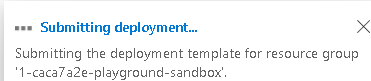 Submitting deployment...
Submitting the deployment template for resource group
'1-caca7a2e-playground-sandbox'.